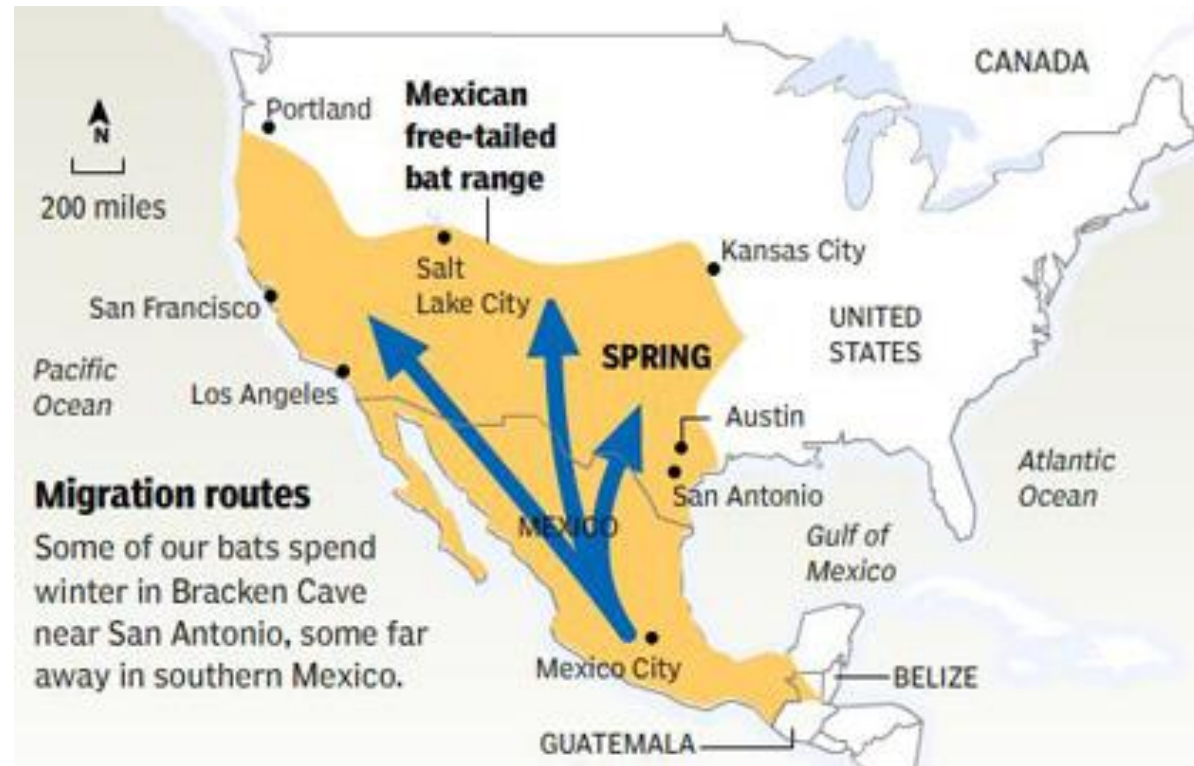 CANADA
Portland
Mexican
free-tailed
bat range
N
200 miles
Salt
Lake City
Kansas City
San Francisco
UNITED
STATES
SPRING
Pacific
Ocean
Los Angeles
Austin
Atlantic
Ocean
San Antonio
MEXICO
Gulf of
Mexico
Migration routes
Some of our bats spend
winter in Bracken Cave
near San Antonio, some far
away in southern Mexico.
Mexico City
BELIZE
GUATEMALA